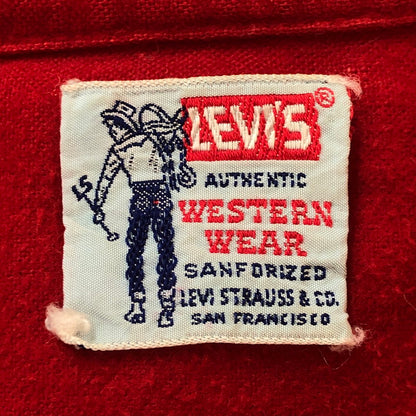 LEVI'S®
AUTHENTIC
WESTERN
WEAR
SANFORIZED
LEVI STRAUSS & CO.
SAN FRANCISCO